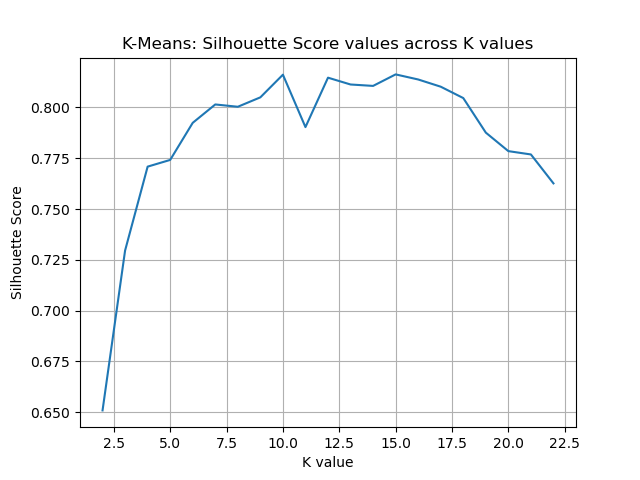 K-Means: Silhouette Score values across K values
Silhouette Score
0.800
0.775
0.750
0.725
0.700
0.675
0.650
2.5 5.0 7.5 10.0 12.5 15.0 17.5 20.0 22.5
K value